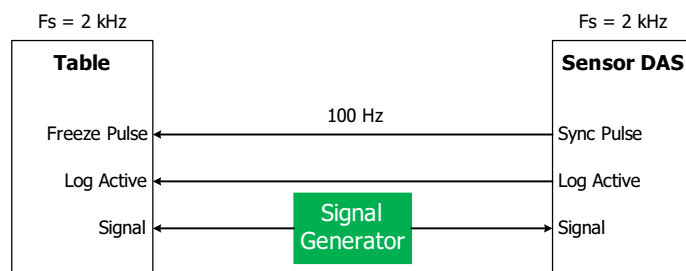 Fs = 2 kHz
Fs = 2 kHz
Table
Sensor DAS
100 Hz
Freeze Pulse
Sync Pulse
Log Active
Log Active
Signal
Signal
Generator
Signal